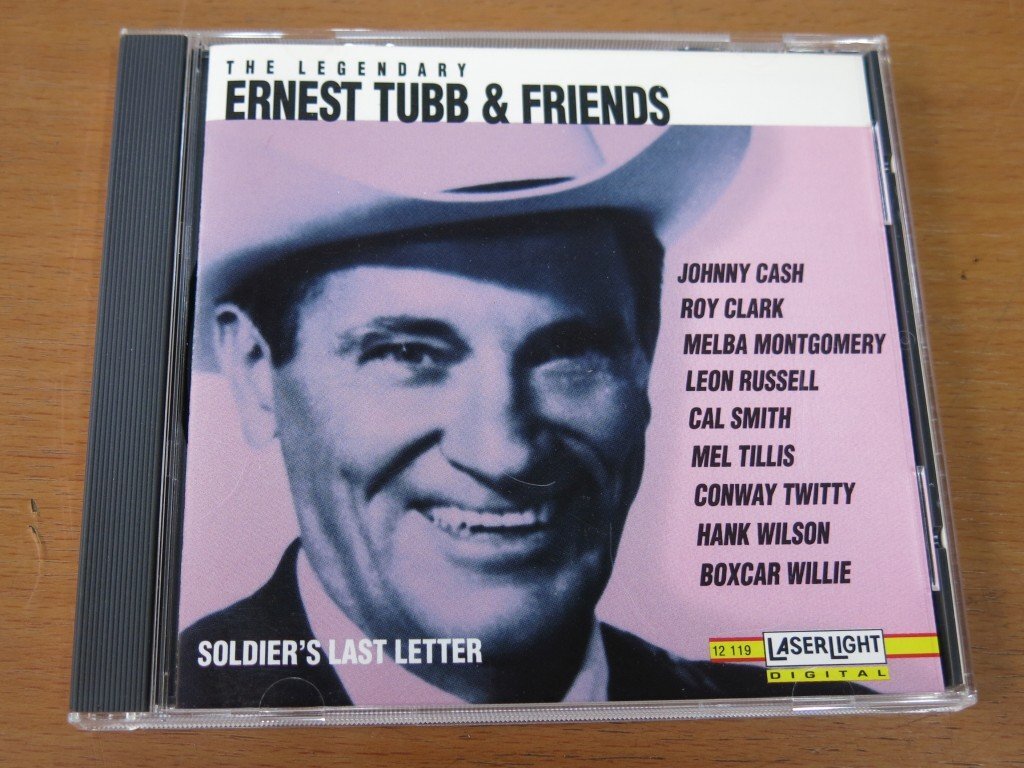 THE LEGENDARY
ERNEST TUBB & FRIENDS
JOHNNY CASH
ROY CLARK
MELBA MONTGOMERY
LEON RUSSELL
CAL SMITH
MEL TILLIS
CONWAY TWITTY
HANK WILSON
BOXCAR WILLIE
SOLDIER'S LAST LETTER
12 119 LASERLIGHT
DIGITAL